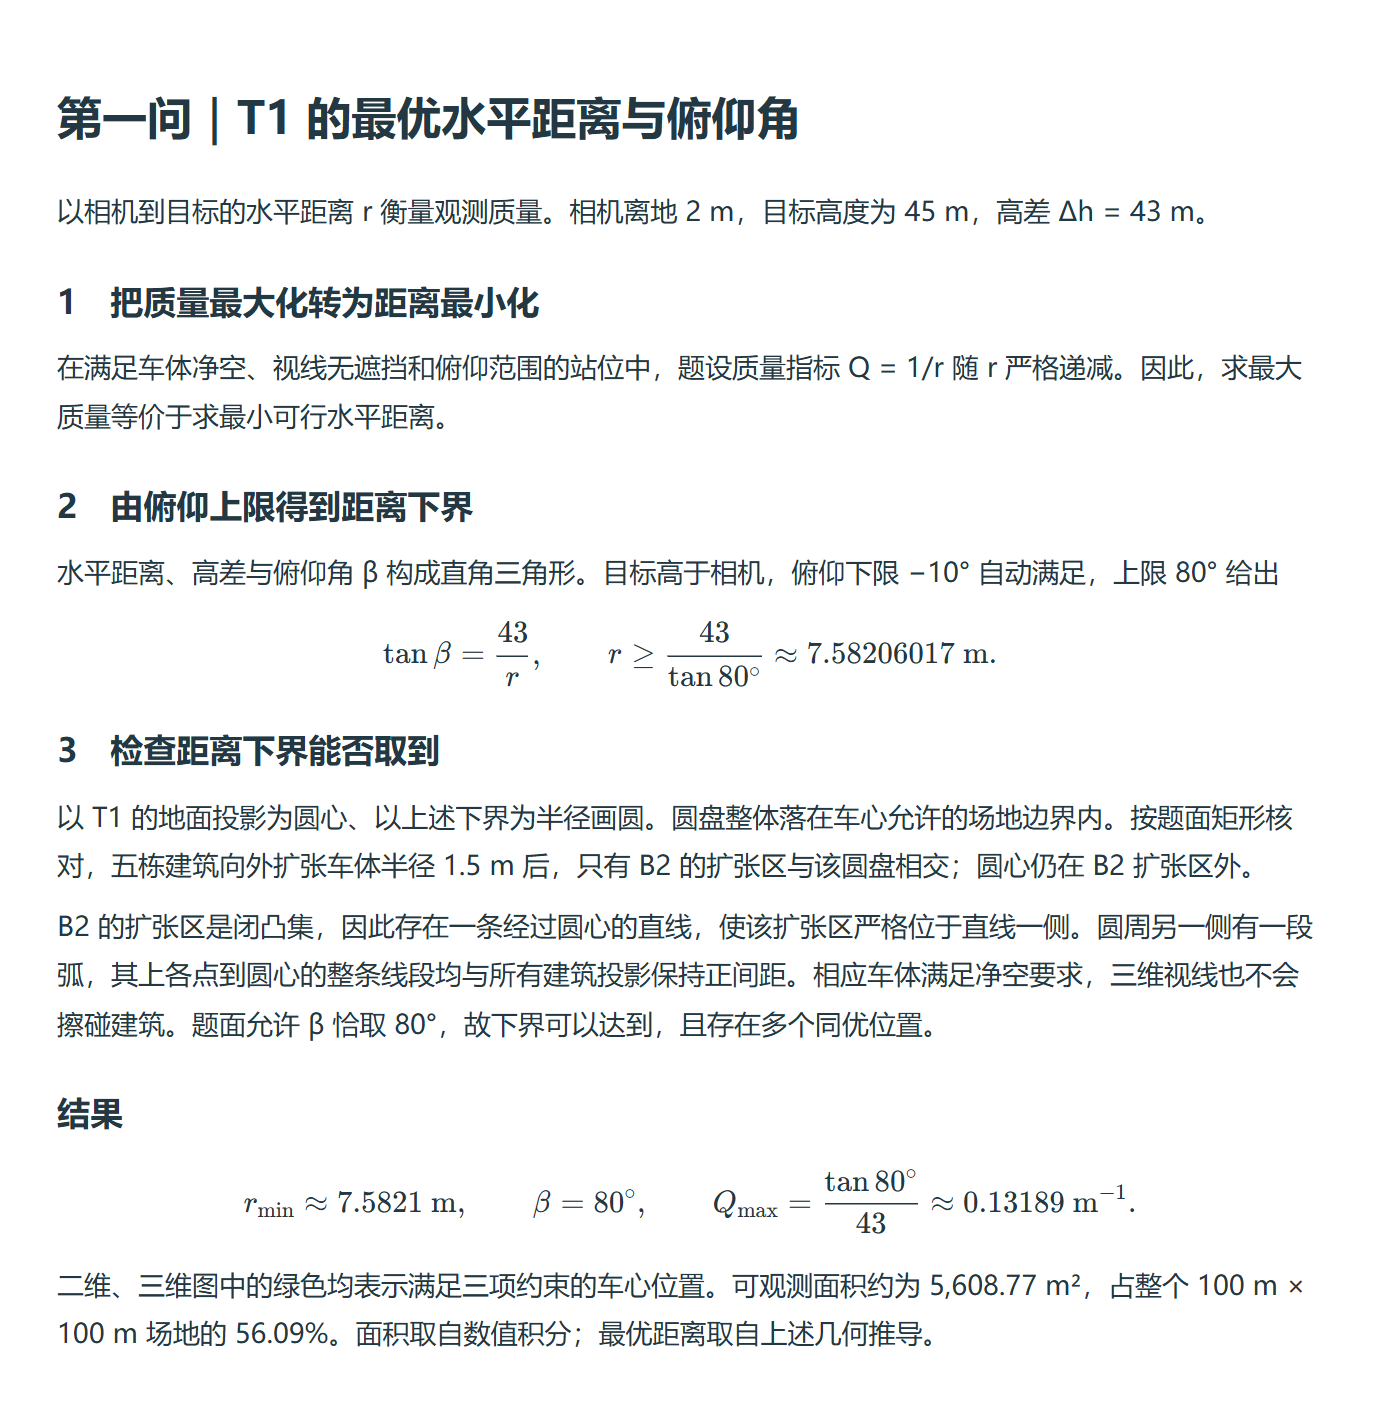 第一问｜T1 的最优水平距离与俯仰角
以相机到目标的水平距离 r 衡量观测质量。相机离地 2 m，目标高度为 45 m，高差 Δh = 43 m。
1 把质量最大化转为距离最小化
在满足车体净空、视线无遮挡和俯仰范围的站位中，题设质量指标 Q = 1/r 随 r 严格递减。因此，求最大
质量等价于求最小可行水平距离。
2 由俯仰上限得到距离下界
水平距离、高差与俯仰角 β 构成直角三角形。目标高于相机，俯仰下限 −10° 自动满足，上限 80° 给出
tan β = 43/r, r ≥ 43/tan 80° ≈ 7.58206017 m.
3 检查距离下界能否取到
以 T1 的地面投影为圆心、以上述下界为半径画圆。圆盘整体落在车心允许的场地边界内。按题面矩形核
对，五栋建筑向外扩张车体半径 1.5 m 后，只有 B2 的扩张区与该圆盘相交；圆心仍在 B2 扩张区外。
B2 的扩张区是闭凸集，因此存在一条经过圆心的直线，使该扩张区严格位于直线一侧。圆周另一侧有一段
弧，其上各点到圆心的整条线段均与所有建筑投影保持正间距。相应车体满足净空要求，三维视线也不会
擦碰建筑。题面允许 β 恰取 80°，故下界可以达到，且存在多个同优位置。
结果
r_min ≈ 7.5821 m, β = 80°, Q_max = tan 80°/43 ≈ 0.13189 m⁻¹.
二维、三维图中的绿色均表示满足三项约束的车心位置。可观测面积约为 5,608.77 m²，占整个 100 m ×
100 m 场地的 56.09%。面积取自数值积分；最优距离取自上述几何推导。